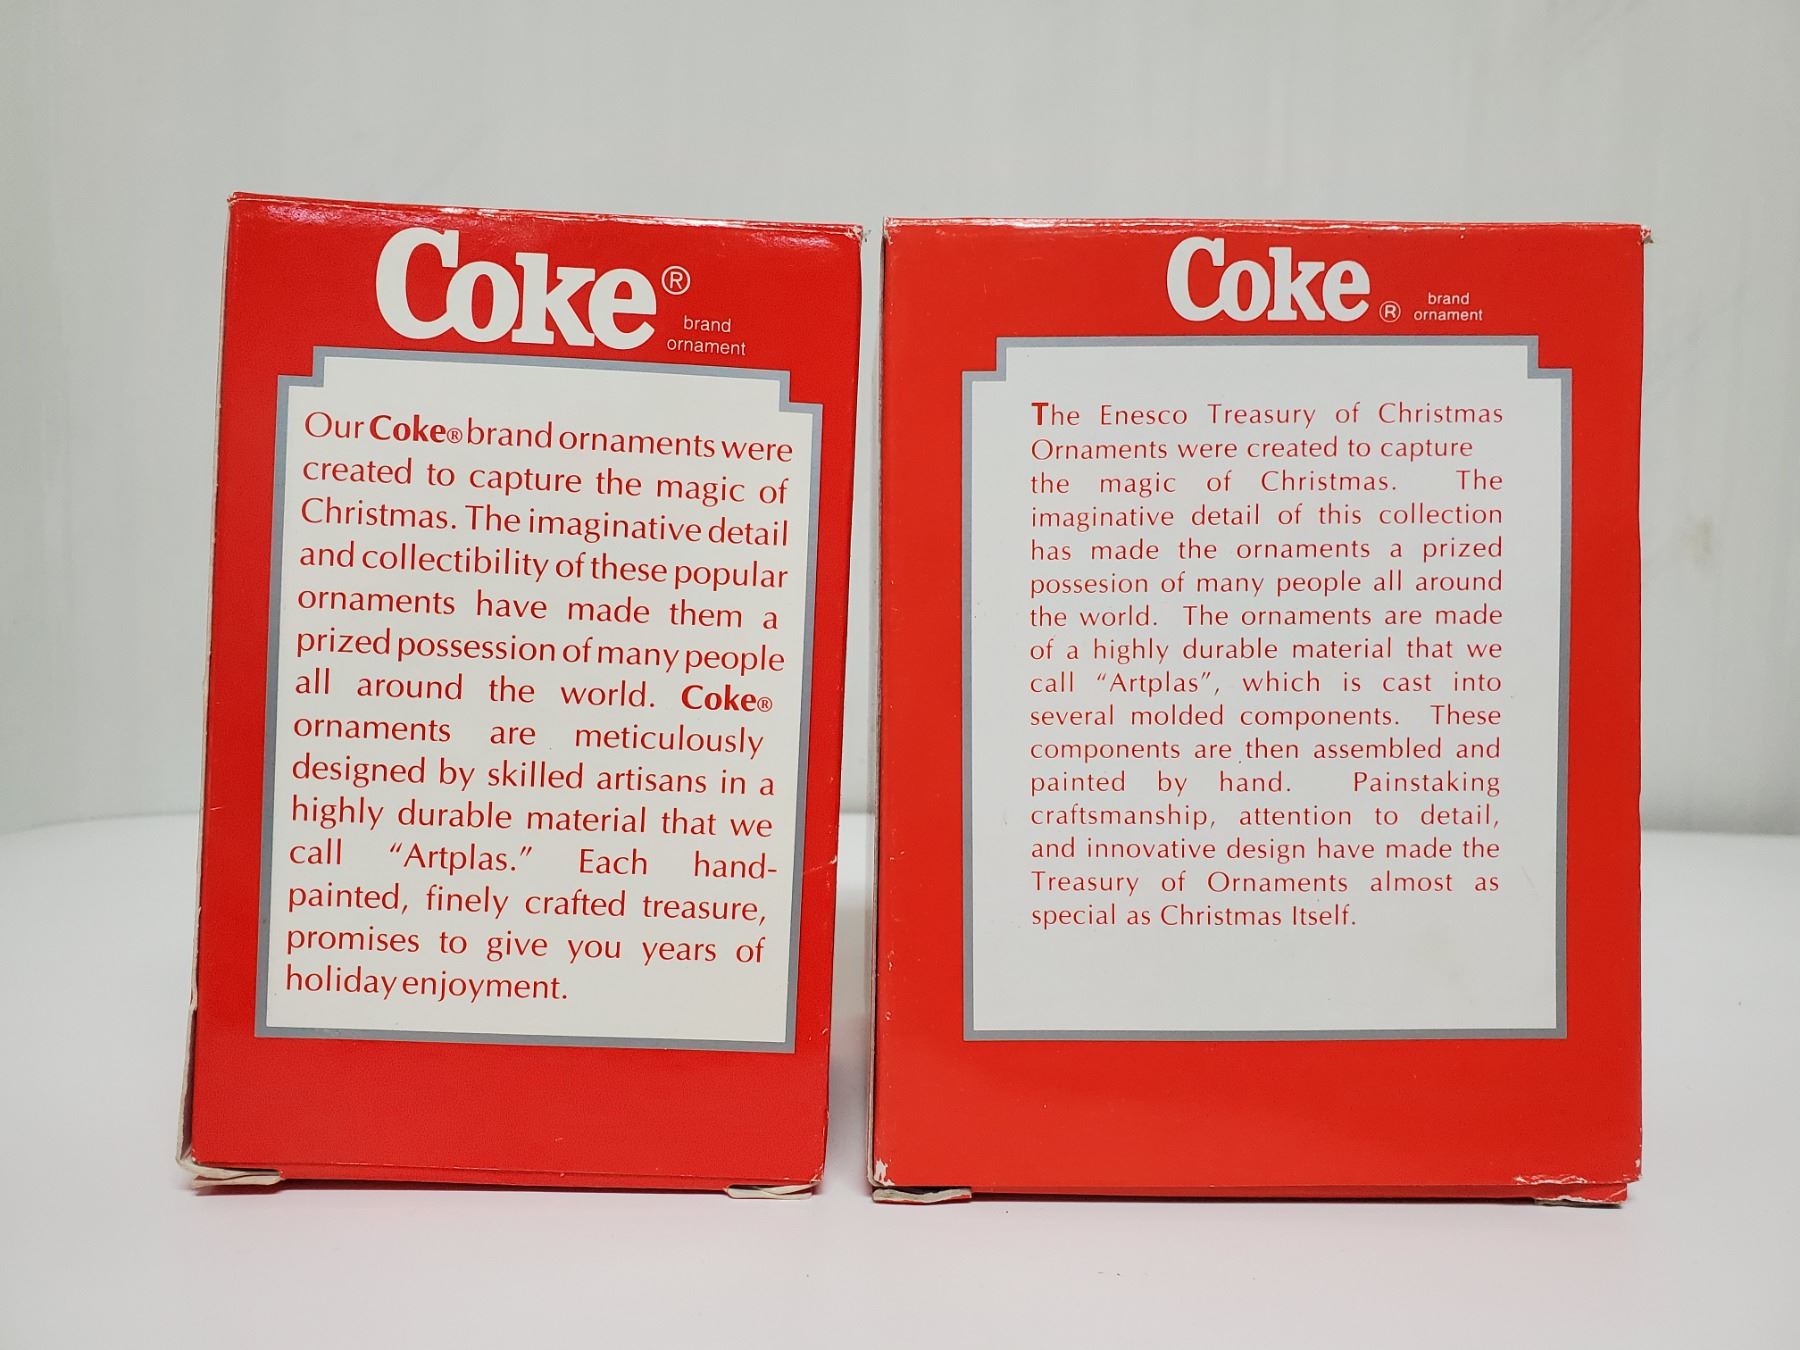 Coke®
brand
ornament
Our Coke® brand ornaments were
created to capture the magic of
Christmas. The imaginative detail
and collectibility of these popular
ornaments have made them a
prized possession of many people
all around the world. Coke®
ornaments are meticulously
designed by skilled artisans in a
highly durable material that we
call “Artplas.” Each hand-
painted, finely crafted treasure,
promises to give you years of
holiday enjoyment.
Coke®
brand
ornament
The Enesco Treasury of Christmas
Ornaments were created to capture
the magic of Christmas. The
imaginative detail of this collection
has made the ornaments a prized
possesion of many people all around
the world. The ornaments are made
of a highly durable material that we
call “Artplas”, which is cast into
several molded components. These
components are then assembled and
painted by hand. Painstaking
craftsmanship, attention to detail,
and innovative design have made the
Treasury of Ornaments almost as
special as Christmas Itself.